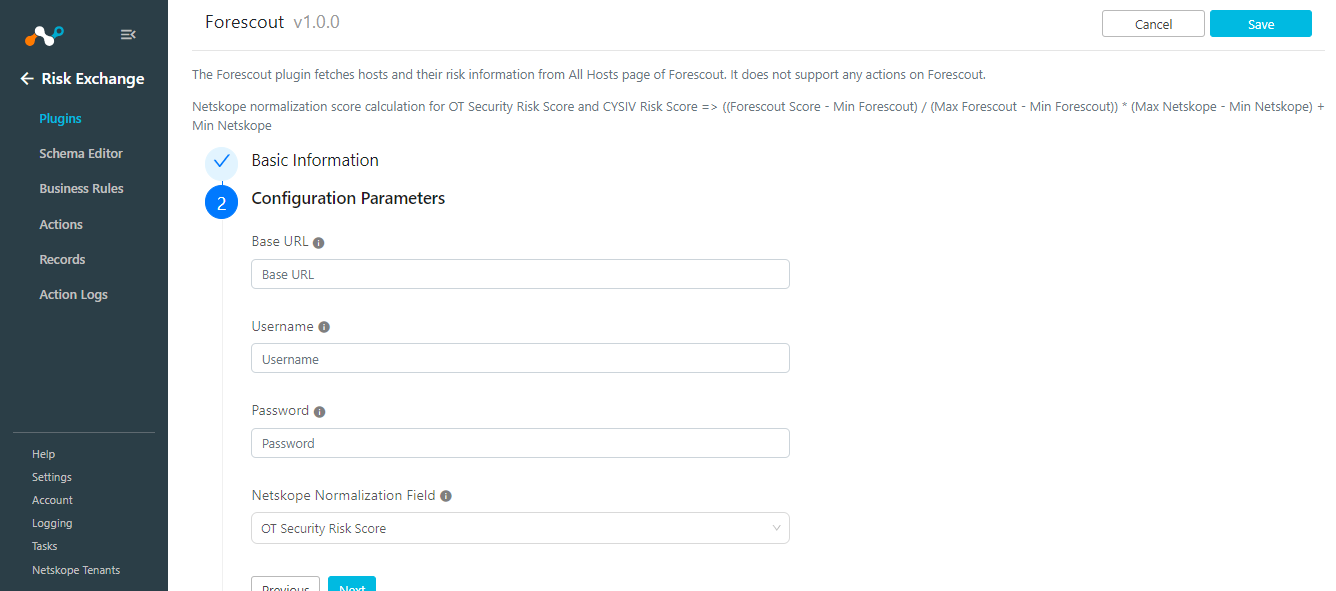 Forescout v1.0.0
Cancel
Save
Risk Exchange
Plugins
Schema Editor
Business Rules
Actions
Records
Action Logs
Help
Settings
Account
Logging
Tasks
Netskope Tenants
The Forescout plugin fetches hosts and their risk information from All Hosts page of Forescout. It does not support any actions on Forescout.
Netskope normalization score calculation for OT Security Risk Score and CYSIV Risk Score => ((Forescout Score - Min Forescout) / (Max Forescout - Min Forescout)) * (Max Netskope - Min Netskope) +
Min Netskope
Basic Information
2 Configuration Parameters
Base URL
Base URL
Username
Username
Password
Password
Netskope Normalization Field
OT Security Risk Score
Previous
Next